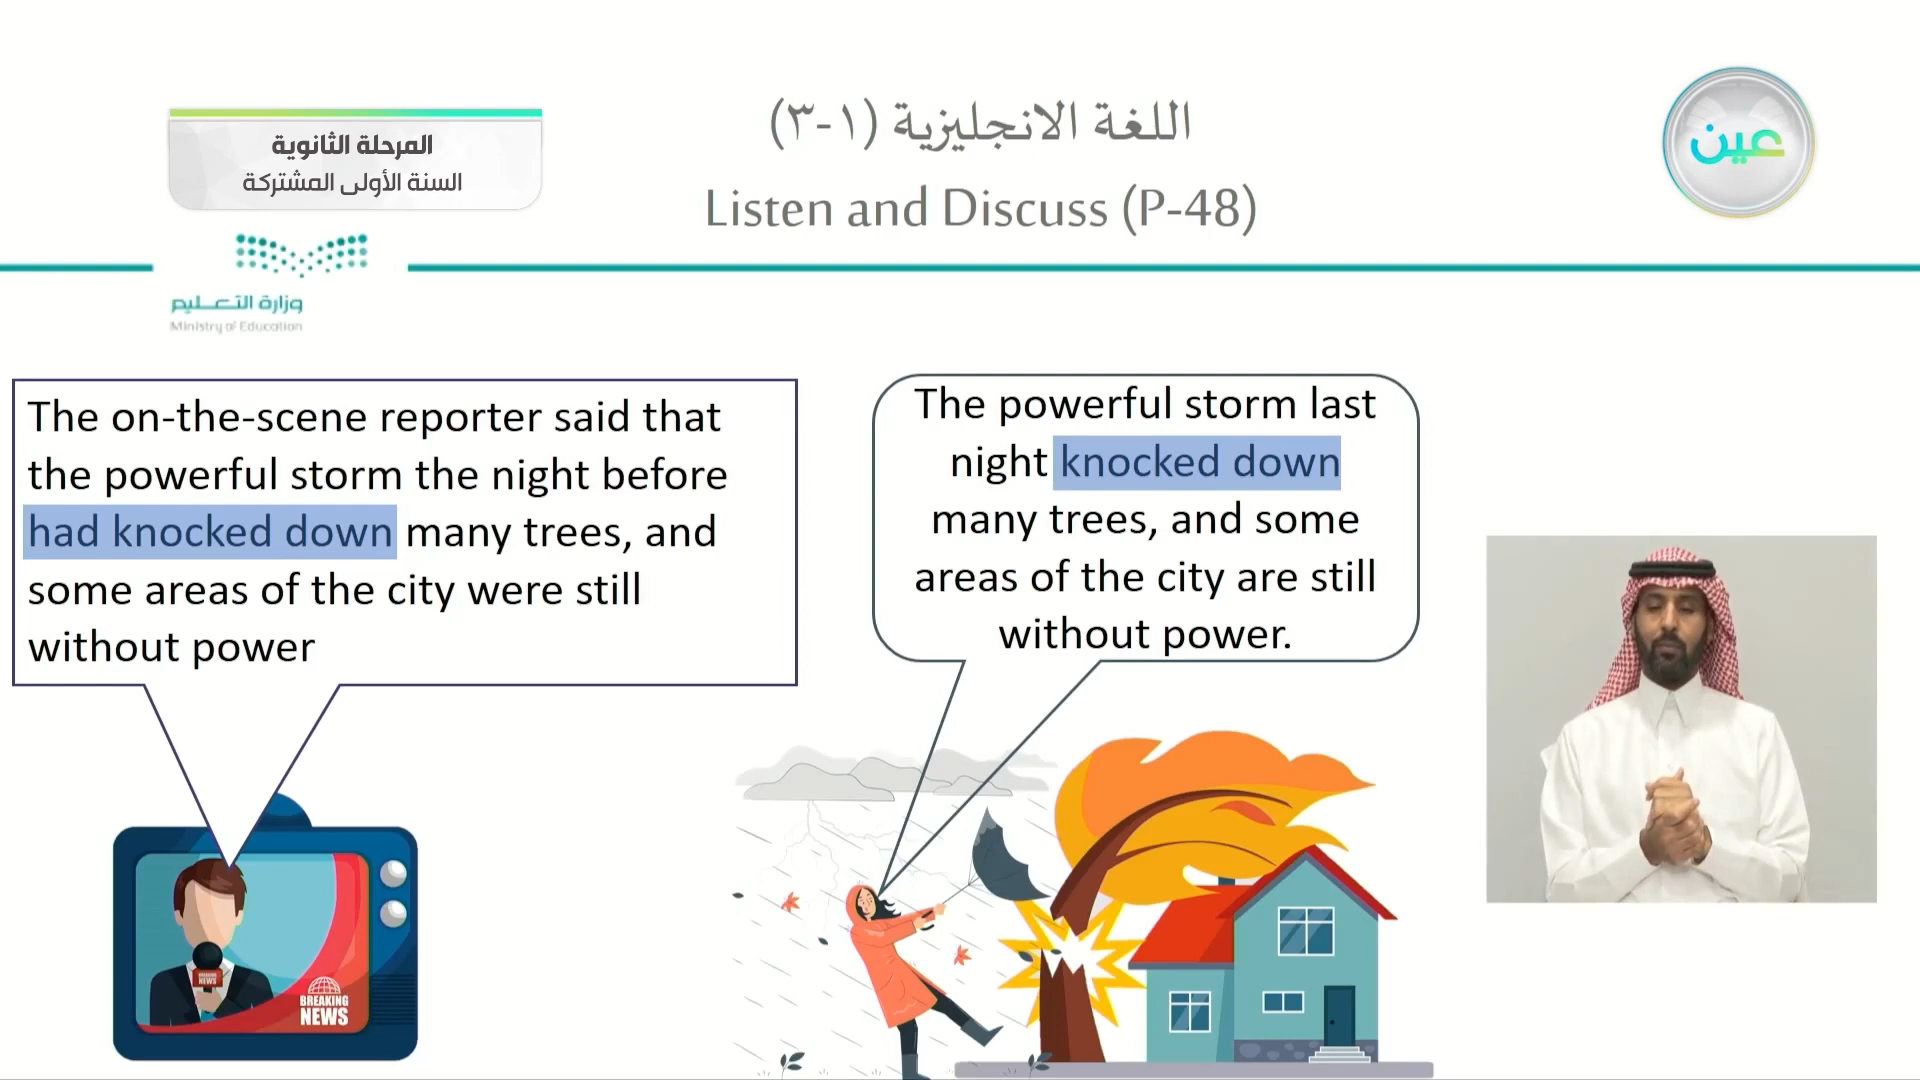 المرحلة الثانوية
السنة الأولى المشتركة
اللغة الانجليزية (١-٣)
Listen and Discuss (P-48)
عين
وزارة التعليم
Ministry of Education
The on-the-scene reporter said that
the powerful storm the night before
had knocked down many trees, and
some areas of the city were still
without power
The powerful storm last
night knocked down
many trees, and some
areas of the city are still
without power.
BREAKING
NEWS
BREAKING
NEWS